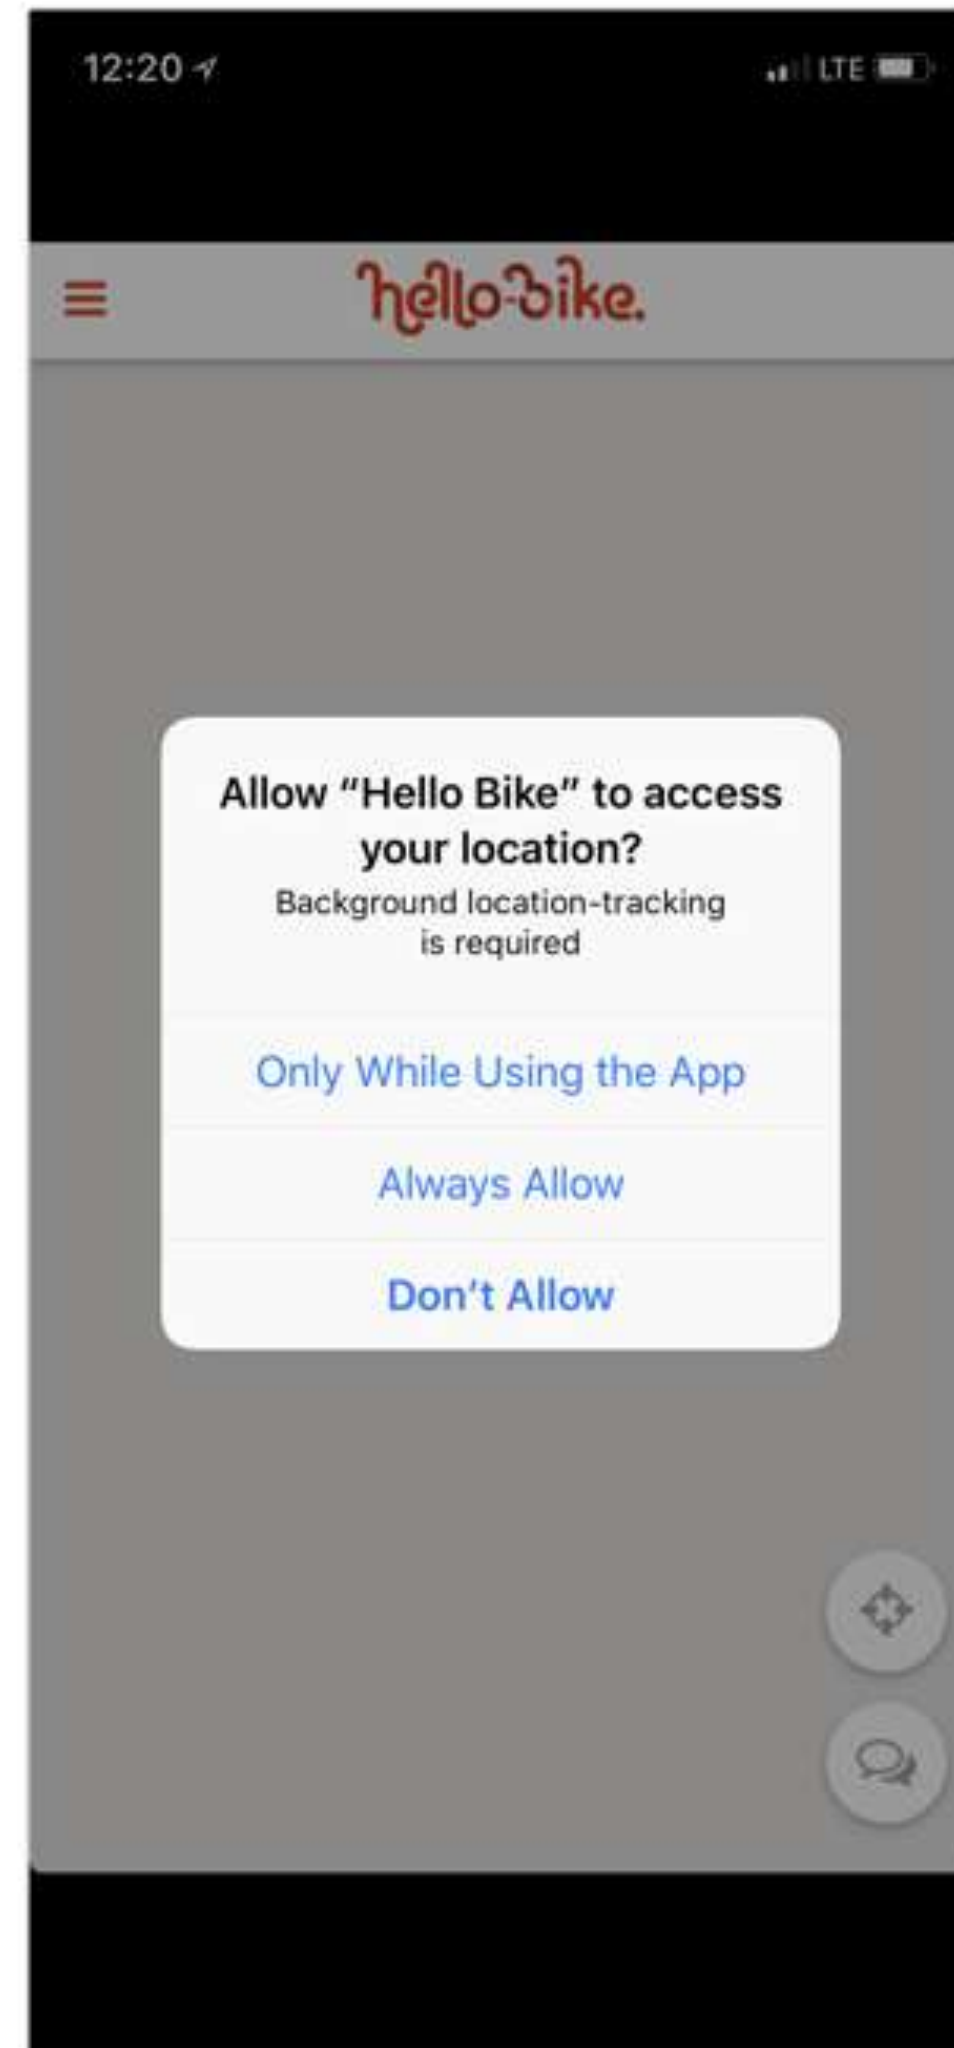 12:20
LTE
hello-bike.
Allow “Hello Bike” to access
your location?
Background location-tracking
is required
Only While Using the App
Always Allow
Don’t Allow